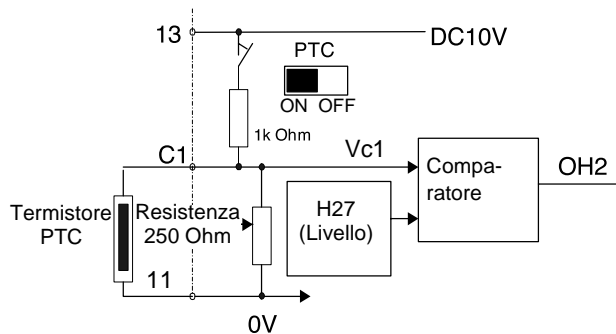 13
DC10V
PTC
ON OFF
1k Ohm
C1
Vc1
Compa-
ratore
OH2
Termistore
PTC
Resistenza
250 Ohm
H27
(Livello)
11
0V